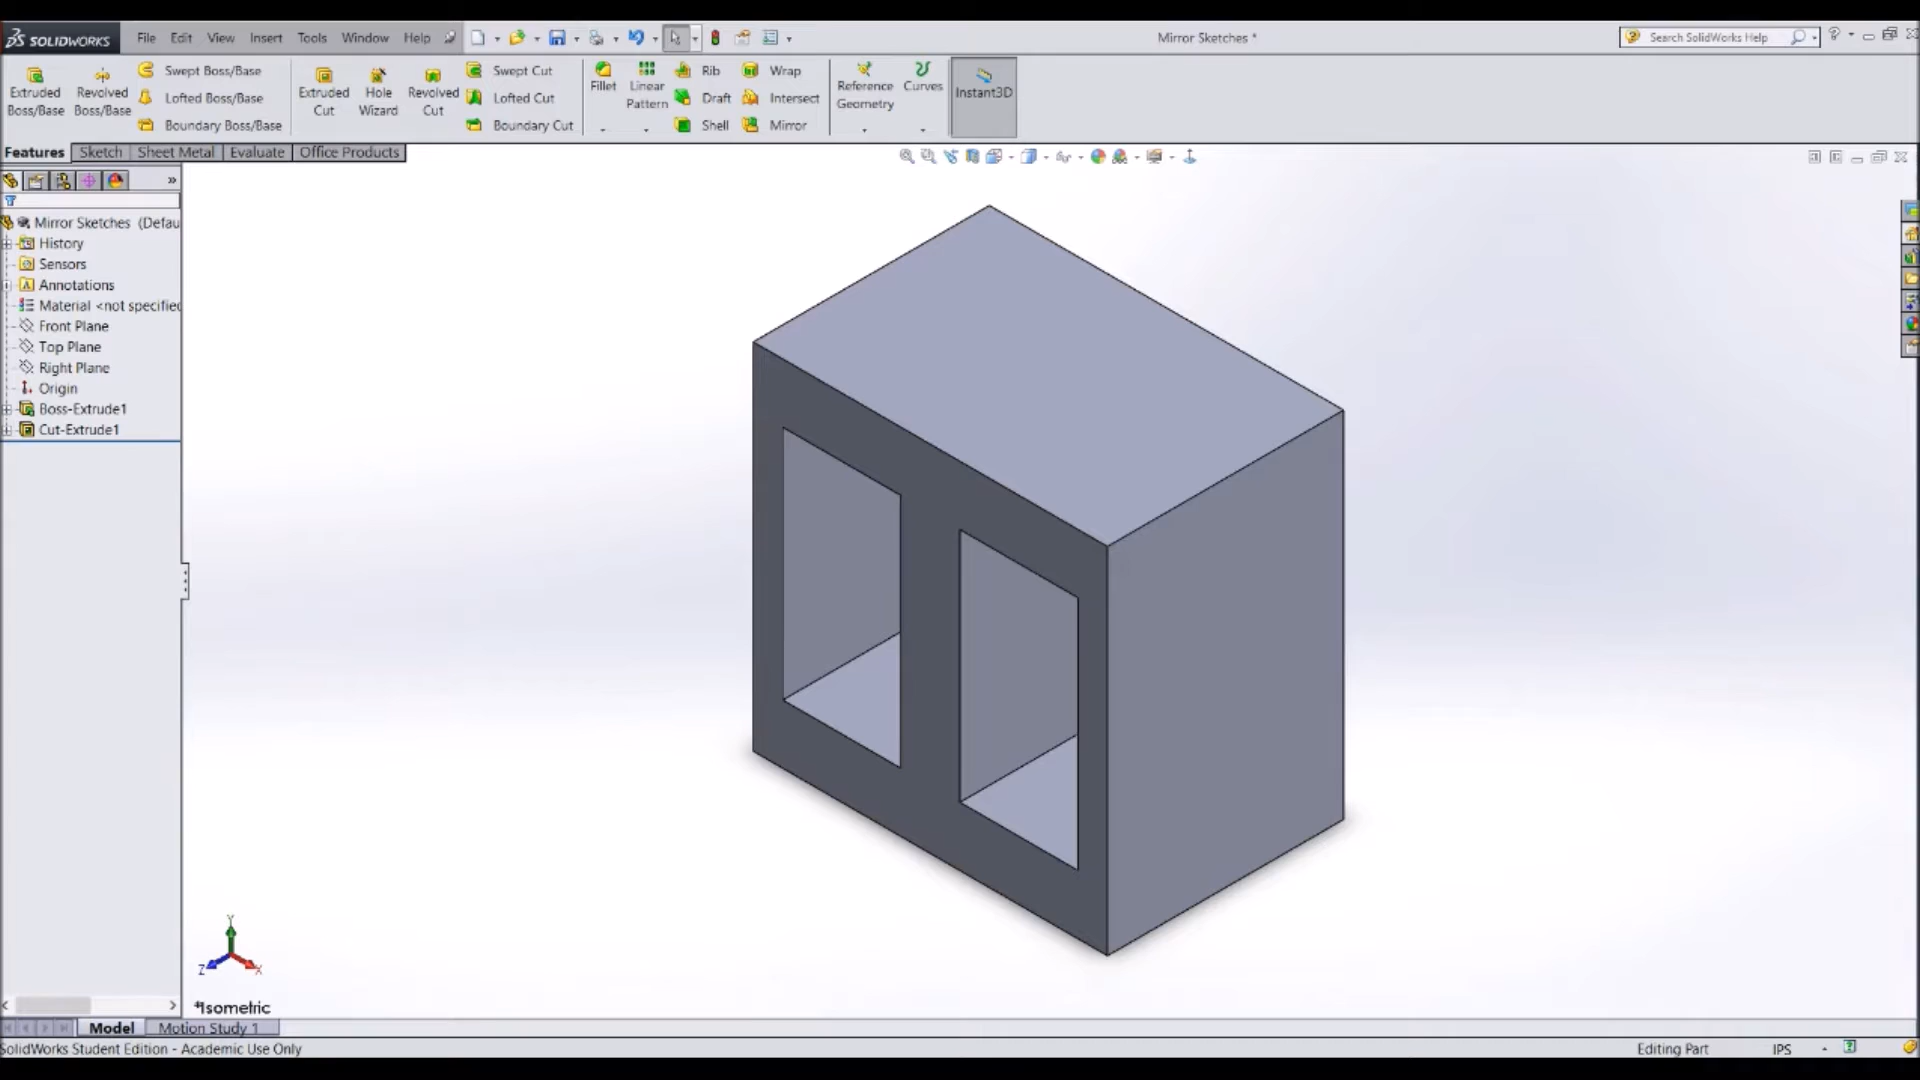 SOLIDWORKS File Edit View Insert Tools Window Help Mirror Sketches * Search SolidWorks Help
Extruded Boss/Base
Revolved Boss/Base
Swept Boss/Base
Lofted Boss/Base
Boundary Boss/Base
Extruded Cut
Hole Wizard
Revolved Cut
Swept Cut
Lofted Cut
Boundary Cut
Fillet
Linear Pattern
Rib
Draft
Shell
Wrap
Intersect
Mirror
Reference Geometry
Curves
Instant3D
Features Sketch Sheet Metal Evaluate Office Products
Mirror Sketches (Defau
History
Sensors
Annotations
Material <not specified
Front Plane
Top Plane
Right Plane
Origin
Boss-Extrude1
Cut-Extrude1
Y
Z X
*Isometric
Model Motion Study 1
SolidWorks Student Edition - Academic Use Only Editing Part IPS